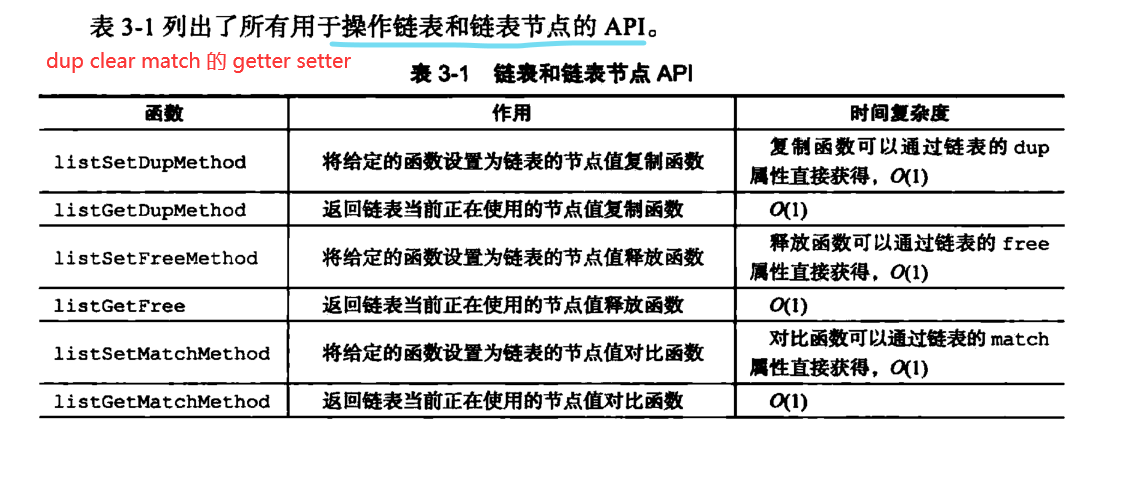 表 3-1 列出了所有用于操作链表和链表节点的 API。
dup clear match 的 getter setter
表 3-1 链表和链表节点 API
函数 作用 时间复杂度
listSetDupMethod 将给定的函数设置为链表的节点值复制函数 复制函数可以通过链表的 dup
属性直接获得，O(1)
listGetDupMethod 返回链表当前正在使用的节点值复制函数 O(1)
listSetFreeMethod 将给定的函数设置为链表的节点值释放函数 释放函数可以通过链表的 free
属性直接获得，O(1)
listGetFree 返回链表当前正在使用的节点值释放函数 O(1)
listSetMatchMethod 将给定的函数设置为链表的节点值对比函数 对比函数可以通过链表的 match
属性直接获得，O(1)
listGetMatchMethod 返回链表当前正在使用的节点值对比函数 O(1)